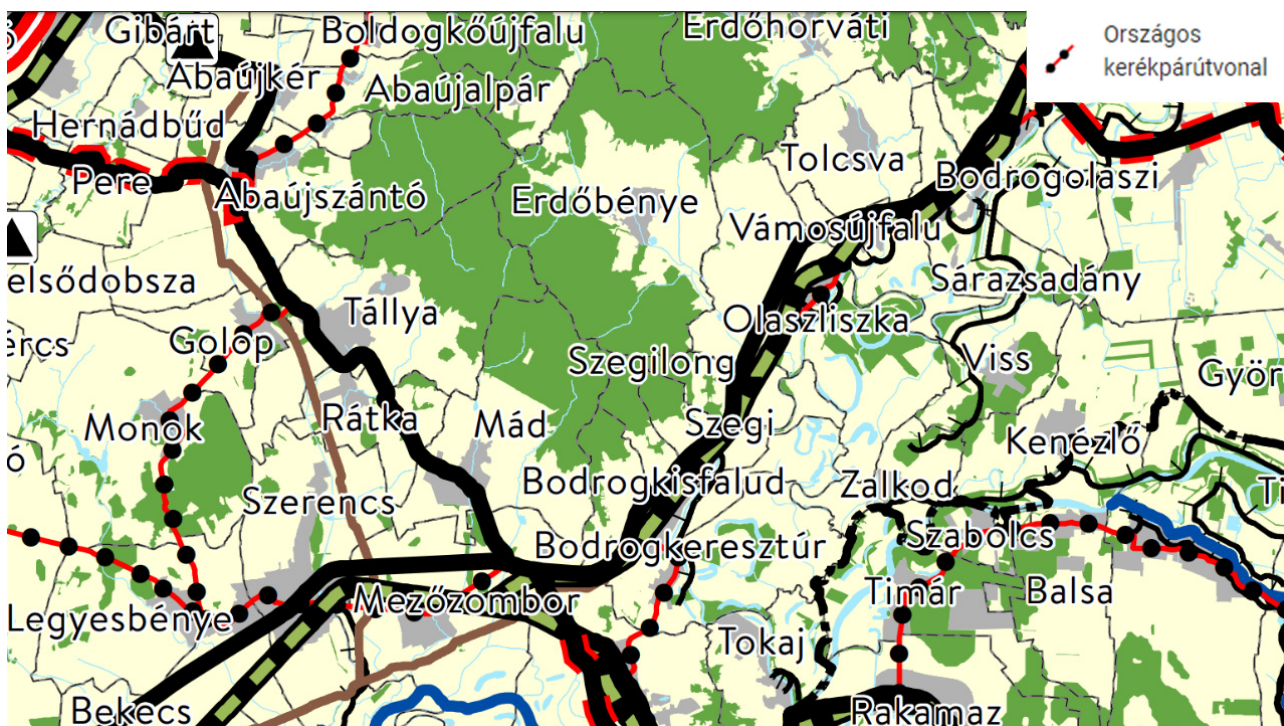 Gibárt
Boldogkőújfalu
Erdőhorváti
Országos
kerékpárútvonal
Abaújkér
Abaújalpár
Hernádbűd
Tolcsva
Pere
Abaújszántó
Erdőbénye
Bodrogolaszi
Vámosújfalu
elsődobsza
Sárazsadány
Tállya
Golop
Olaszliszka
ércs
Szegilong
Viss
Györ
Rátka
Mád
Szegi
Monok
Kenézlő
ó
Bodrogkisfalud
Zalkod
Szerencs
Ti
Bodrogkeresztúr
Szabolcs
Legyesbénye
Mezőzombor
Timár
Balsa
Tokaj
Bekecs
Rakamaz